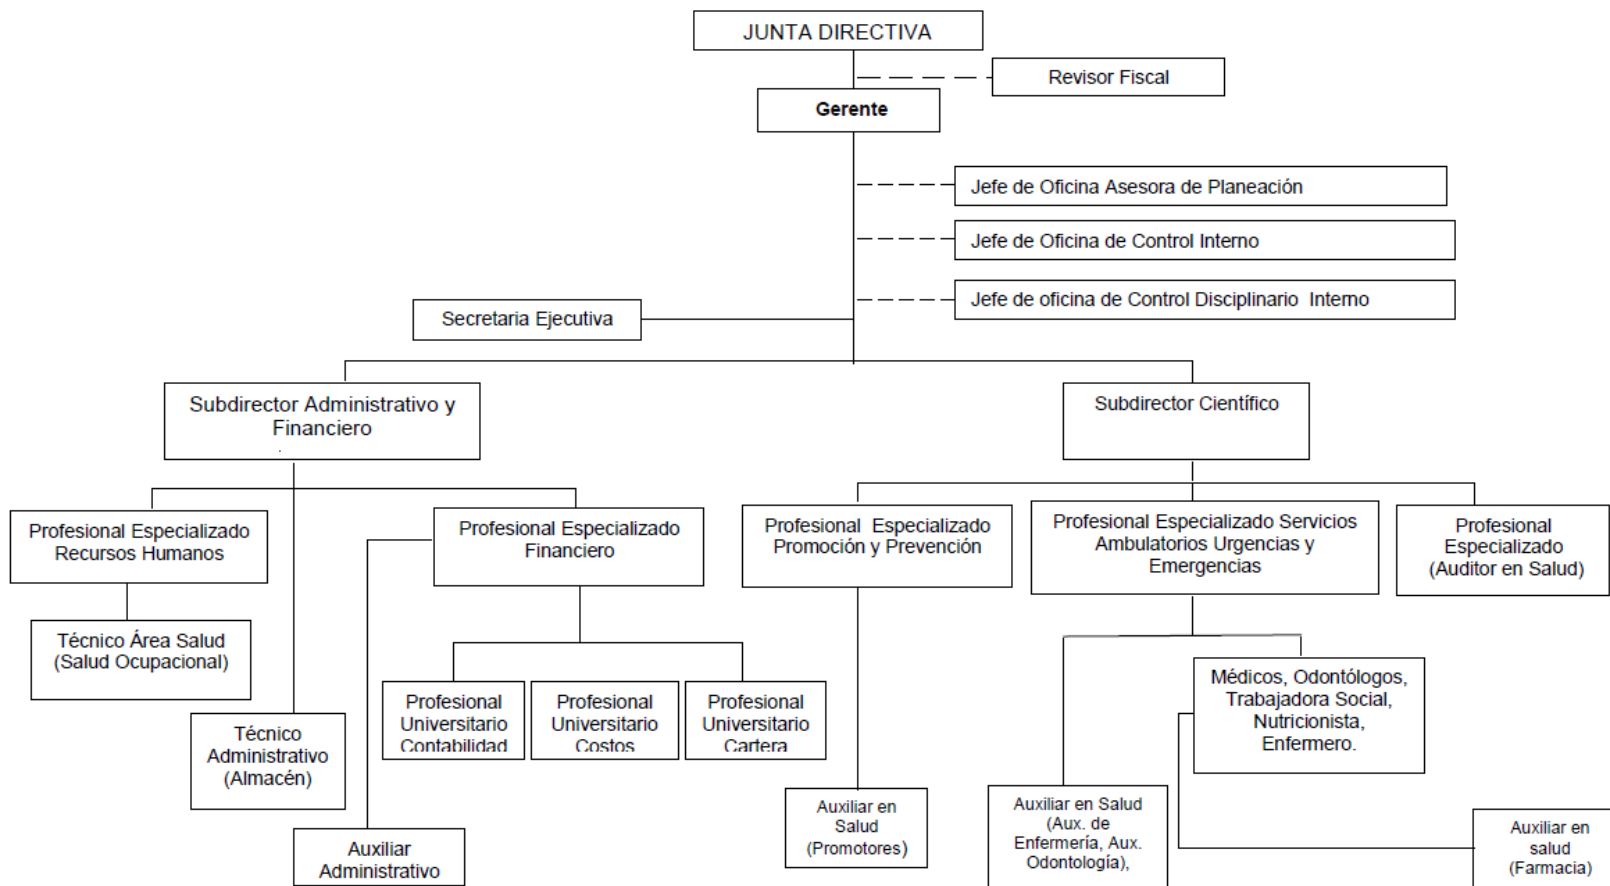 JUNTA DIRECTIVA
Revisor Fiscal
Gerente
Jefe de Oficina Asesora de Planeación
Jefe de Oficina de Control Interno
Jefe de oficina de Control Disciplinario Interno
Secretaria Ejecutiva
Subdirector Administrativo y
Financiero
.
Subdirector Científico
Profesional Especializado
Recursos Humanos
Profesional Especializado
Financiero
Profesional Especializado
Promoción y Prevención
Profesional Especializado Servicios
Ambulatorios Urgencias y
Emergencias
Profesional
Especializado
(Auditor en Salud)
Técnico Área Salud
(Salud Ocupacional)
Profesional
Universitario
Contabilidad
Profesional
Universitario
Costos
Profesional
Universitario
Cartera
Médicos, Odontólogos,
Trabajadora Social,
Nutricionista,
Enfermero.
Técnico
Administrativo
(Almacén)
Auxiliar
Administrativo
Auxiliar en
Salud
(Promotores)
Auxiliar en Salud
(Aux. de
Enfermería, Aux.
Odontología),
Auxiliar en
salud
(Farmacia)